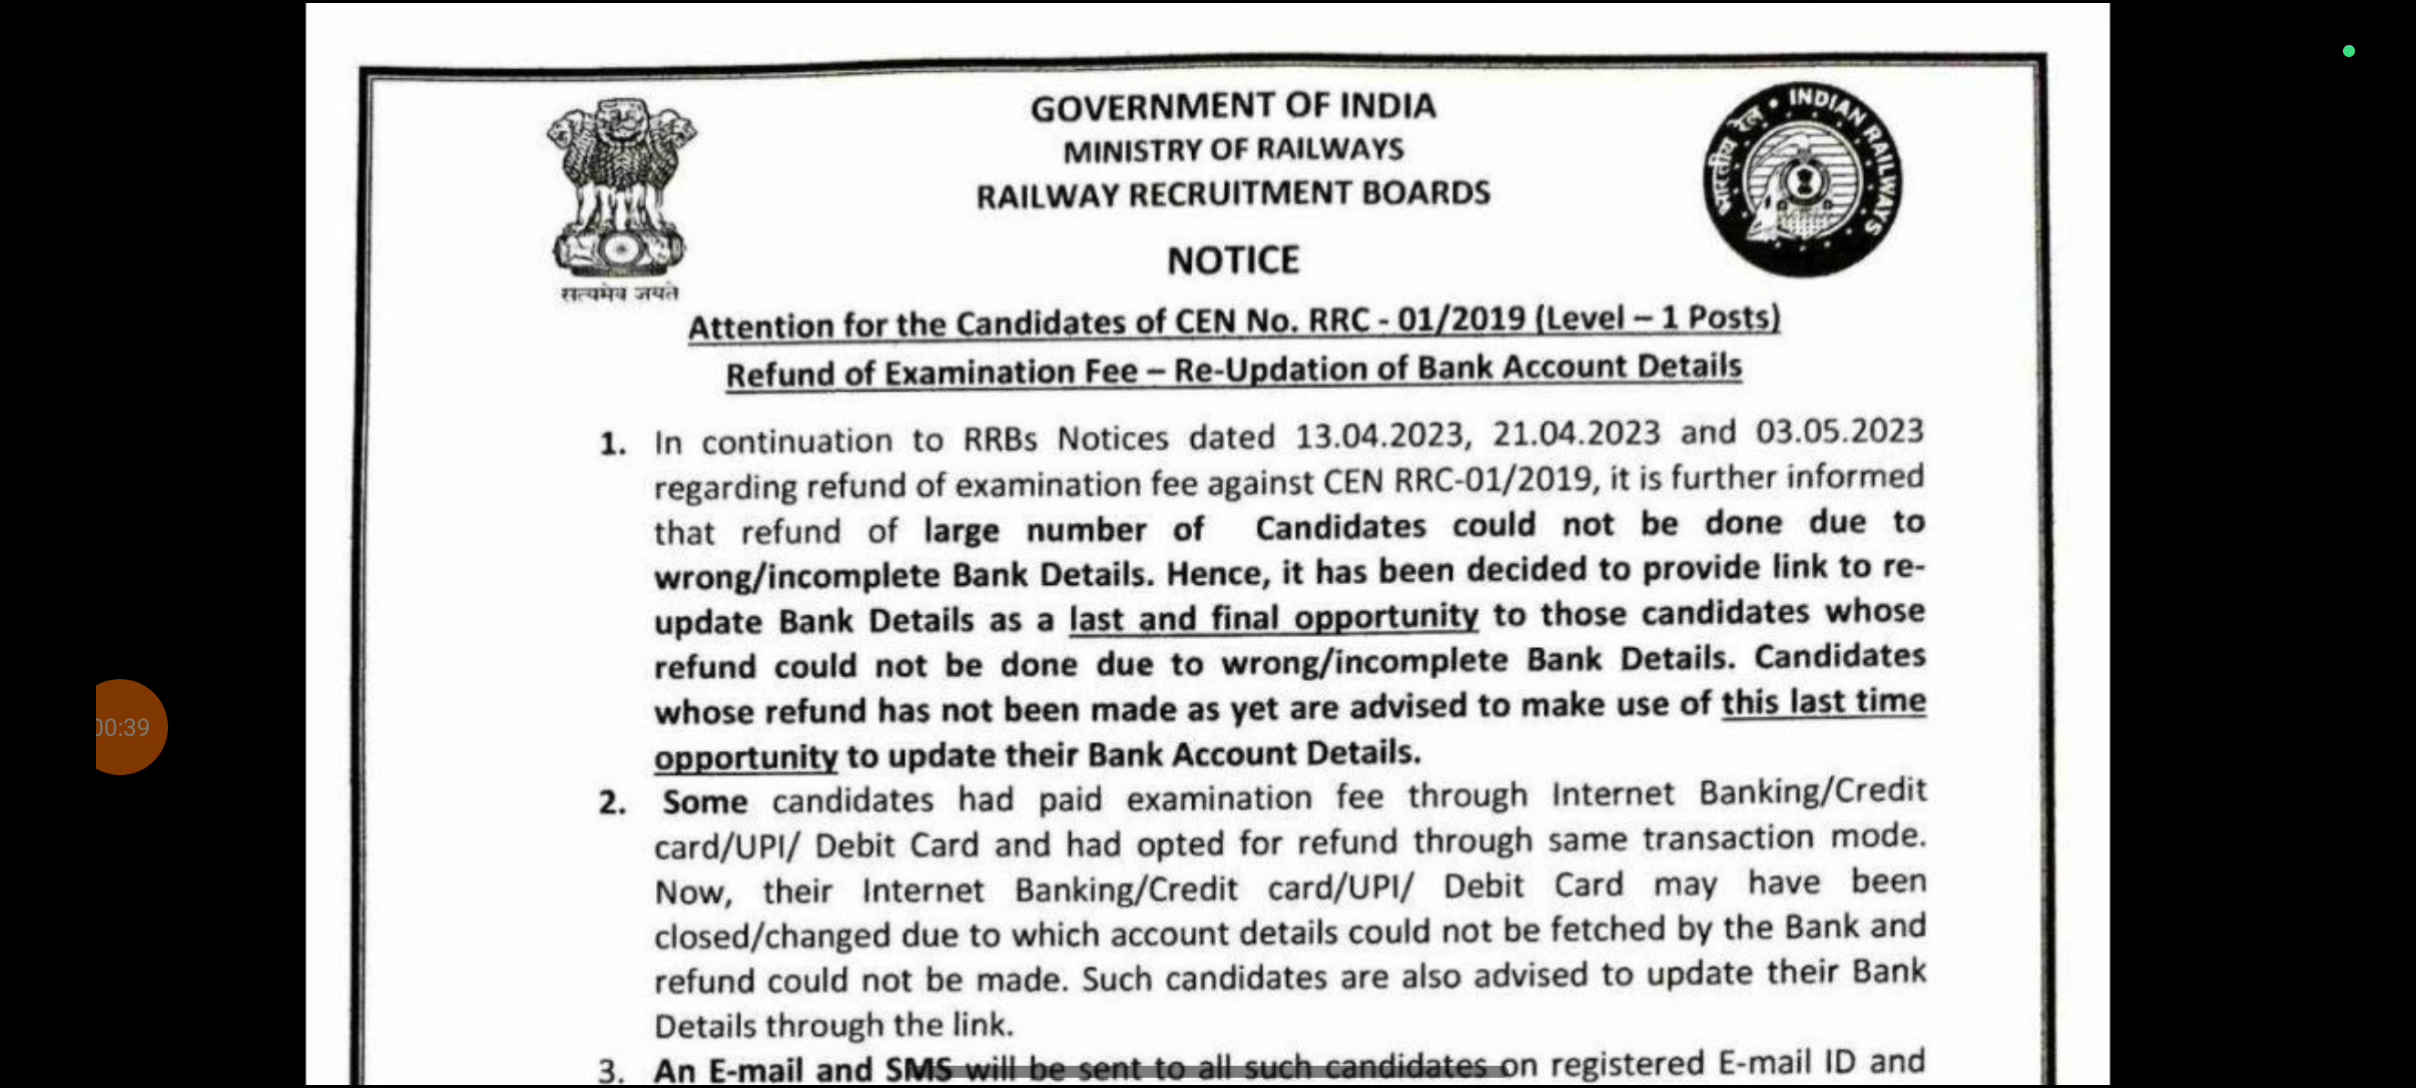 GOVERNMENT OF INDIA
MINISTRY OF RAILWAYS
RAILWAY RECRUITMENT BOARDS
सत्यमेव जयते
भारतीय रेल • INDIAN RAILWAYS
NOTICE
Attention for the Candidates of CEN No. RRC - 01/2019 (Level – 1 Posts)
Refund of Examination Fee – Re-Updation of Bank Account Details
1. In continuation to RRBs Notices dated 13.04.2023, 21.04.2023 and 03.05.2023
regarding refund of examination fee against CEN RRC-01/2019, it is further informed
that refund of large number of Candidates could not be done due to
wrong/incomplete Bank Details. Hence, it has been decided to provide link to re-
update Bank Details as a last and final opportunity to those candidates whose
refund could not be done due to wrong/incomplete Bank Details. Candidates
whose refund has not been made as yet are advised to make use of this last time
opportunity to update their Bank Account Details.
2. Some candidates had paid examination fee through Internet Banking/Credit
card/UPI/ Debit Card and had opted for refund through same transaction mode.
Now, their Internet Banking/Credit card/UPI/ Debit Card may have been
closed/changed due to which account details could not be fetched by the Bank and
refund could not be made. Such candidates are also advised to update their Bank
Details through the link.
3. An E-mail and SMS will be sent to all such candidates on registered E-mail ID and
00:39